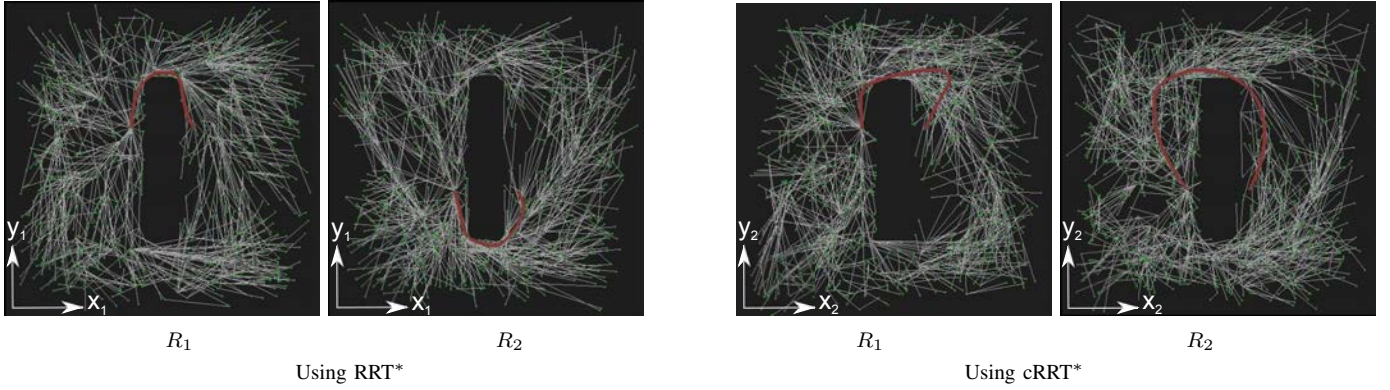 y₁ x₁
y₁ x₁
y₂ x₂
y₂ x₂
R₁ R₂ R₁ R₂
Using RRT* Using cRRT*